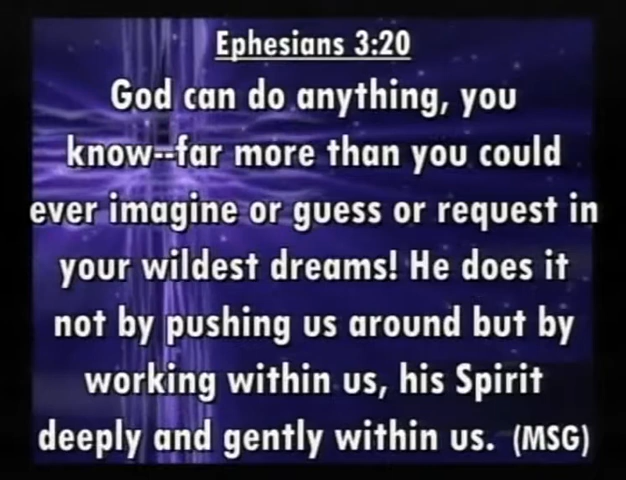 Ephesians 3:20
God can do anything, you
know--far more than you could
ever imagine or guess or request in
your wildest dreams! He does it
not by pushing us around but by
working within us, his Spirit
deeply and gently within us. (MSG)